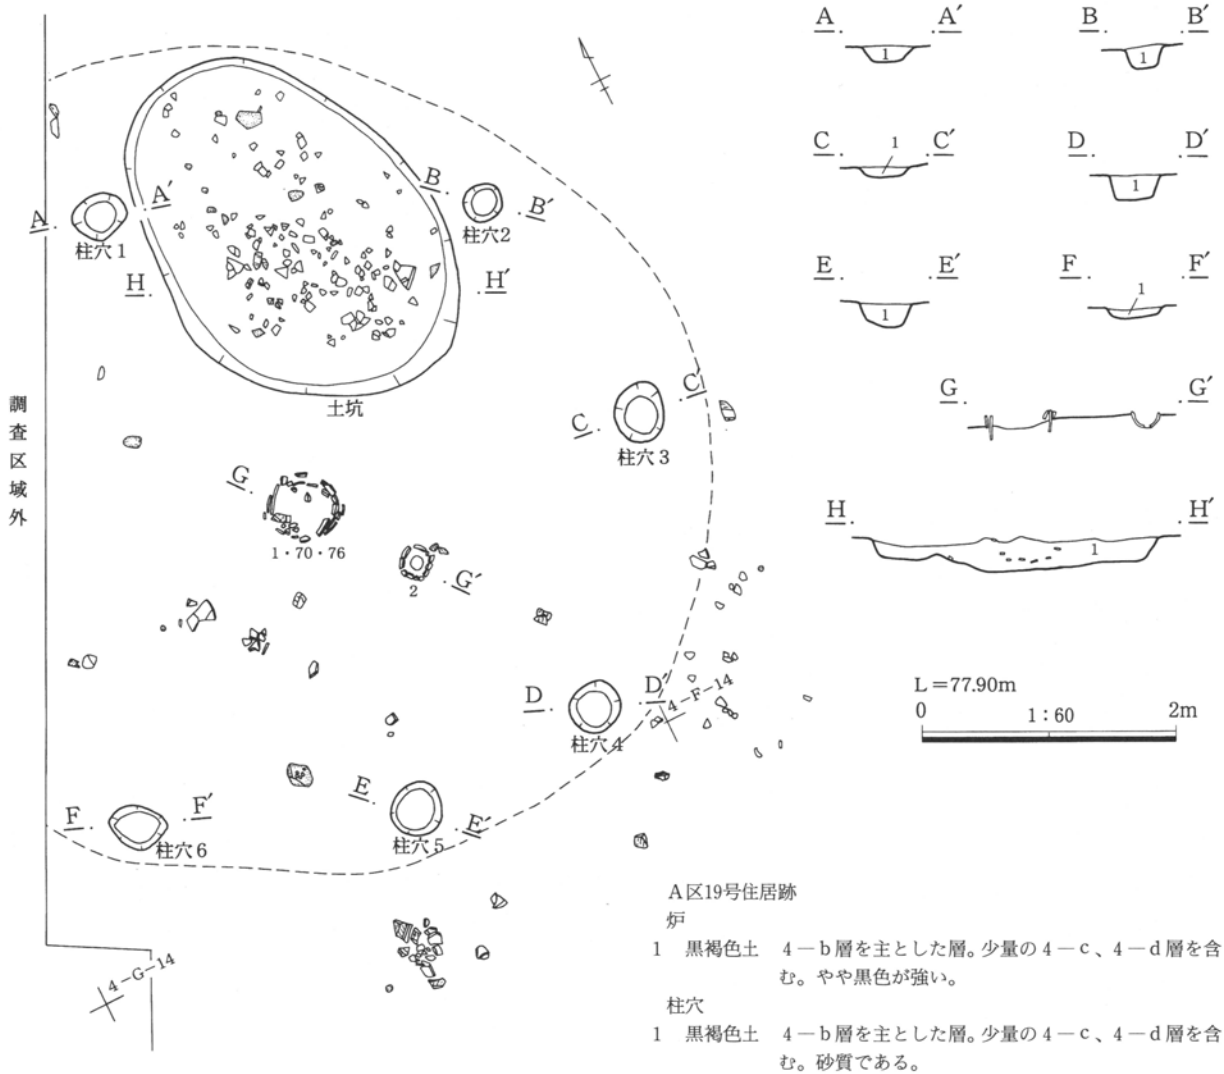 A A′
B B′
C C′
D D′
E E′
F F′
G G′
H H′
1
1
1
1
1
1
1
A A′
柱穴1
B B′
柱穴2
H H′
土坑
調査区域外
C C′
柱穴3
G G′
1・70・76
2
D D′
柱穴4
4-F-14
E E′
柱穴5
F F′
柱穴6
4-G-14
L=77.90m
0 1:60 2m
A区19号住居跡
炉
1 黒褐色土 4―b層を主とした層。少量の4―c、4―d層を含
む。やや黒色が強い。
柱穴
1 黒褐色土 4―b層を主とした層。少量の4―c、4―d層を含
む。砂質である。